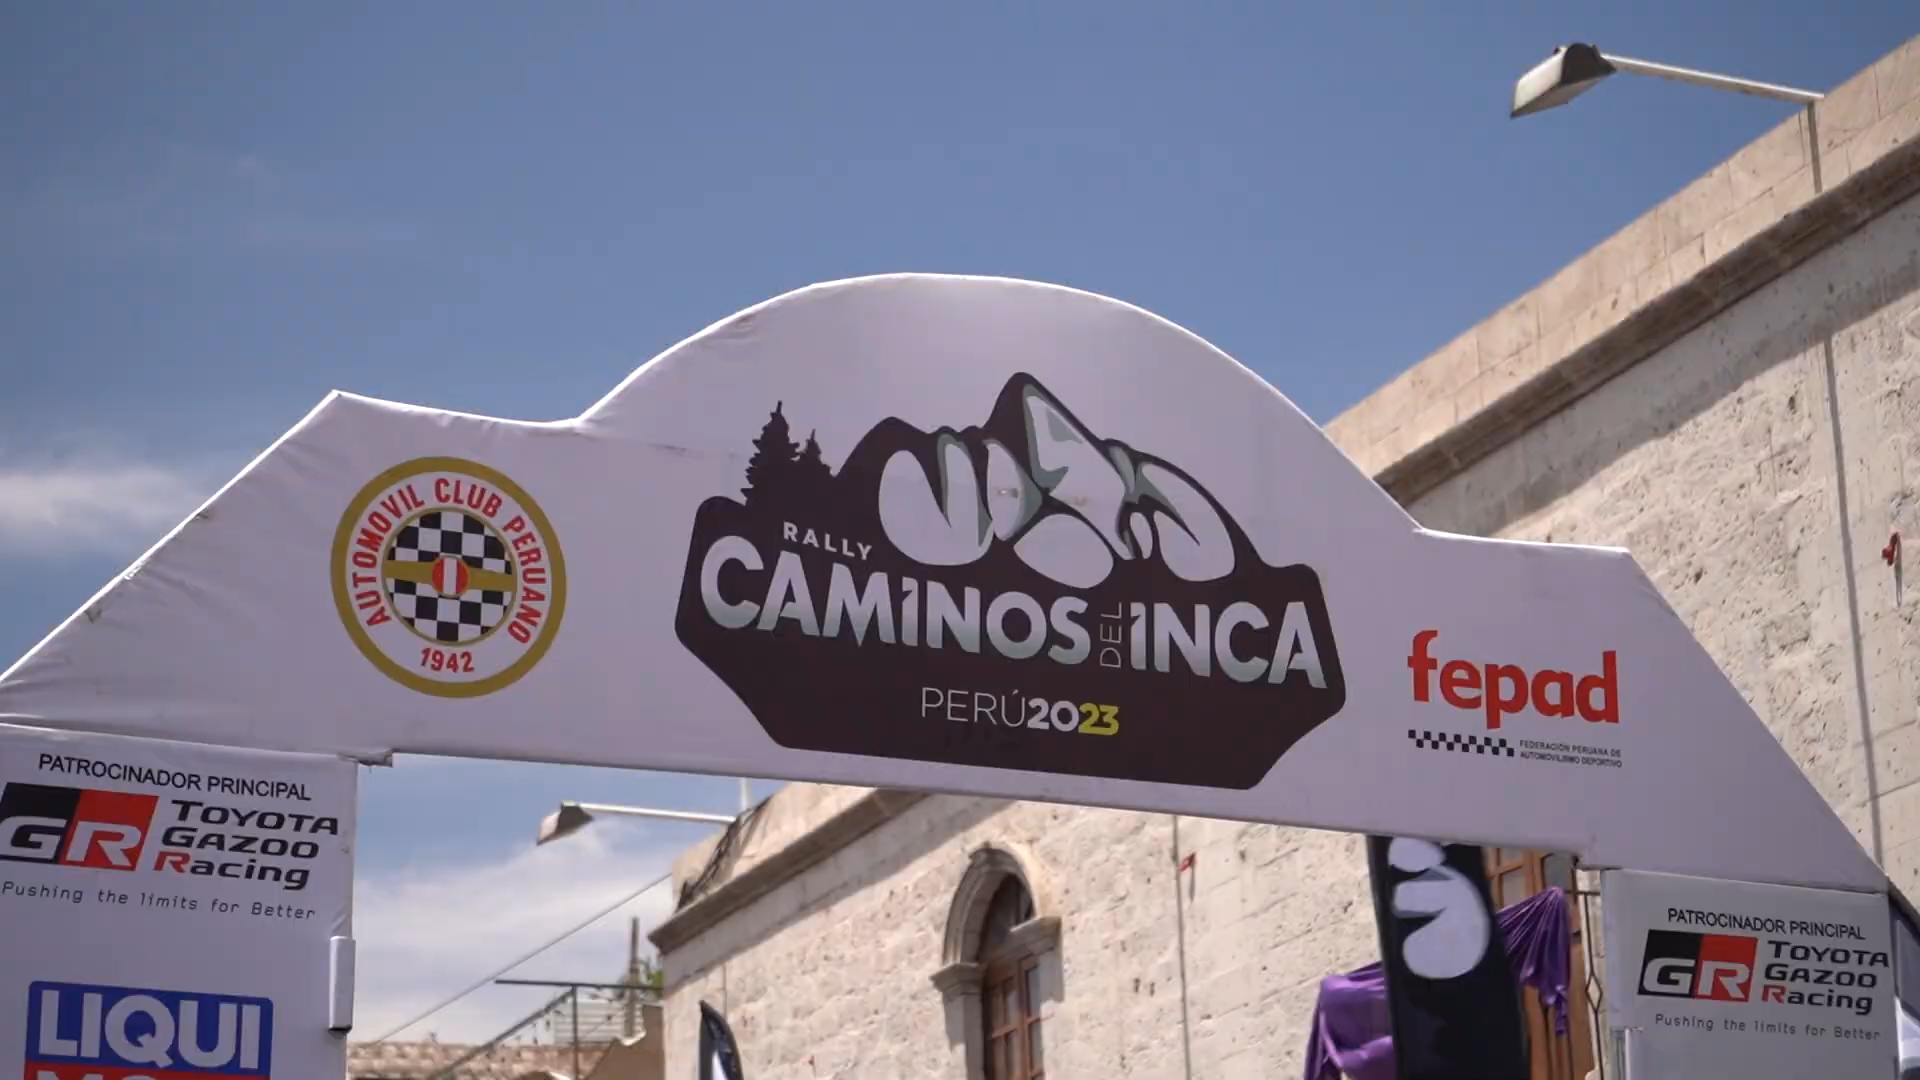 AUTOMOVIL CLUB PERUANO
1942
RALLY
CAMINOS DEL INCA
PERÚ2023
fepad
FEDERACIÓN PERUANA DE
AUTOMOVILISMO DEPORTIVO
PATROCINADOR PRINCIPAL
GR TOYOTA
GAZOO
Racing
Pushing the limits for Better
LIQUI
PATROCINADOR PRINCIPAL
GR TOYOTA
GAZOO
Racing
Pushing the limits for Better